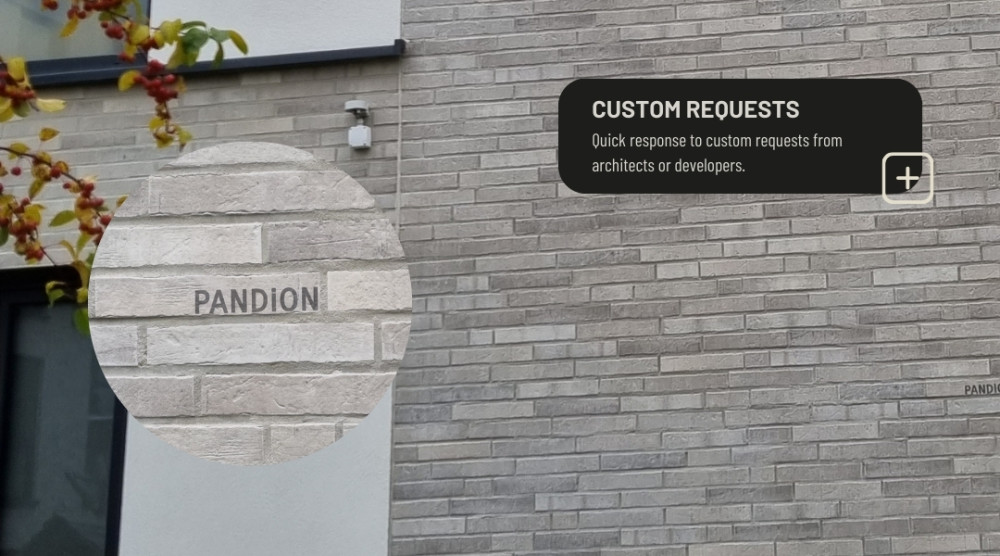 CUSTOM REQUESTS
Quick response to custom requests from
architects or developers.
PANDiON